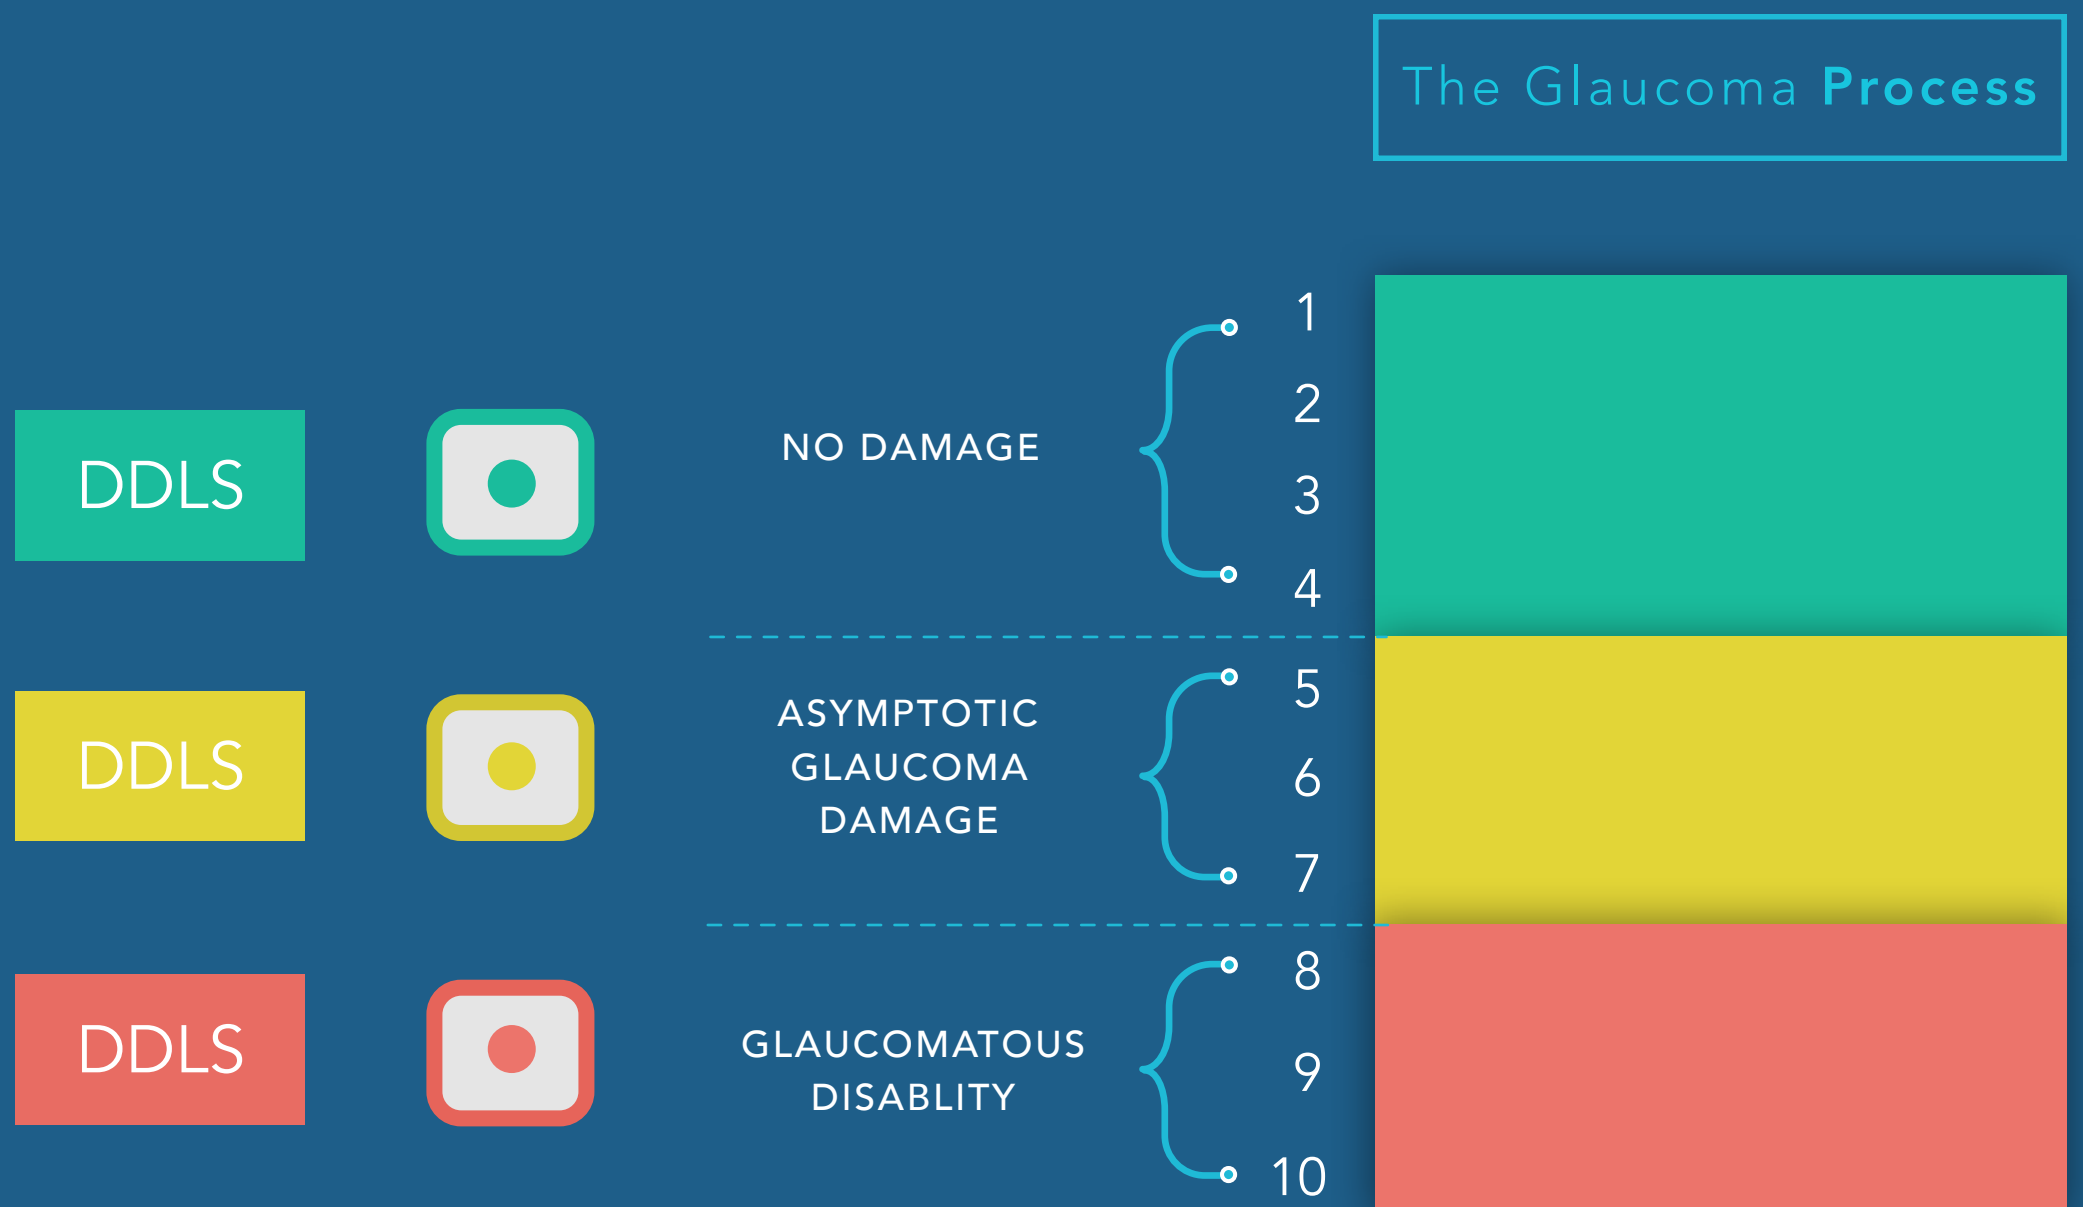 The Glaucoma Process
1
2
NO DAMAGE
DDLS
3
4
5
ASYMPTOTIC
GLAUCOMA
DAMAGE
DDLS
6
7
8
GLAUCOMATOUS
DISABLITY
DDLS
9
10